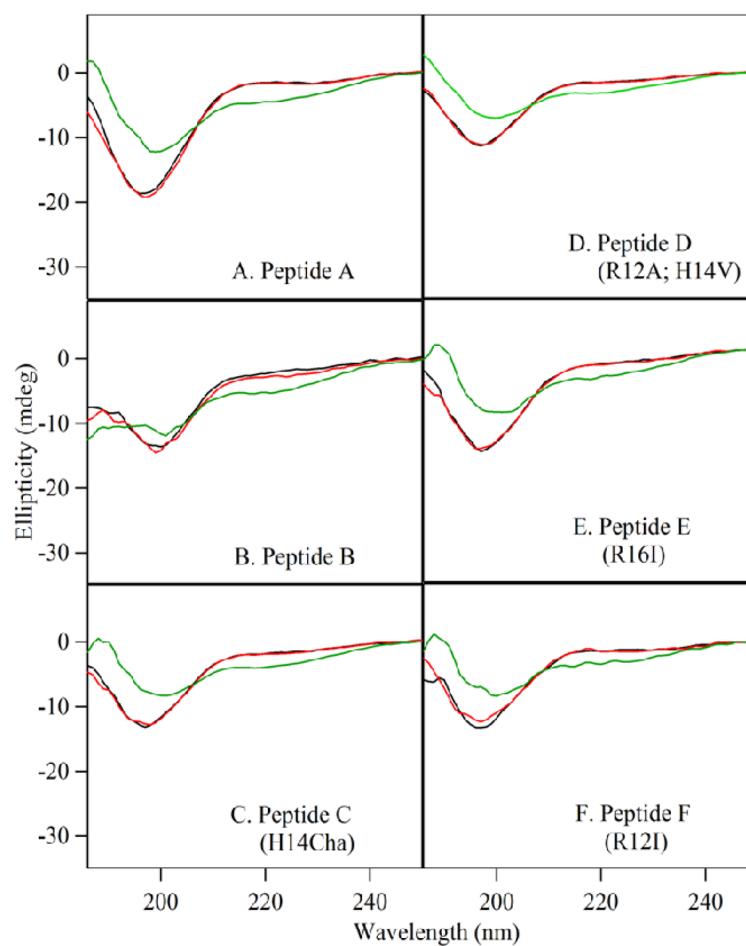 0
-10
-20
-30
A. Peptide A
D. Peptide D
(R12A; H14V)
0
-10
-20
-30
B. Peptide B
E. Peptide E
(R16I)
0
-10
-20
-30
C. Peptide C
(H14Cha)
F. Peptide F
(R12I)
Ellipticity (mdeg)
200 220 240 200 220 240
Wavelength (nm)